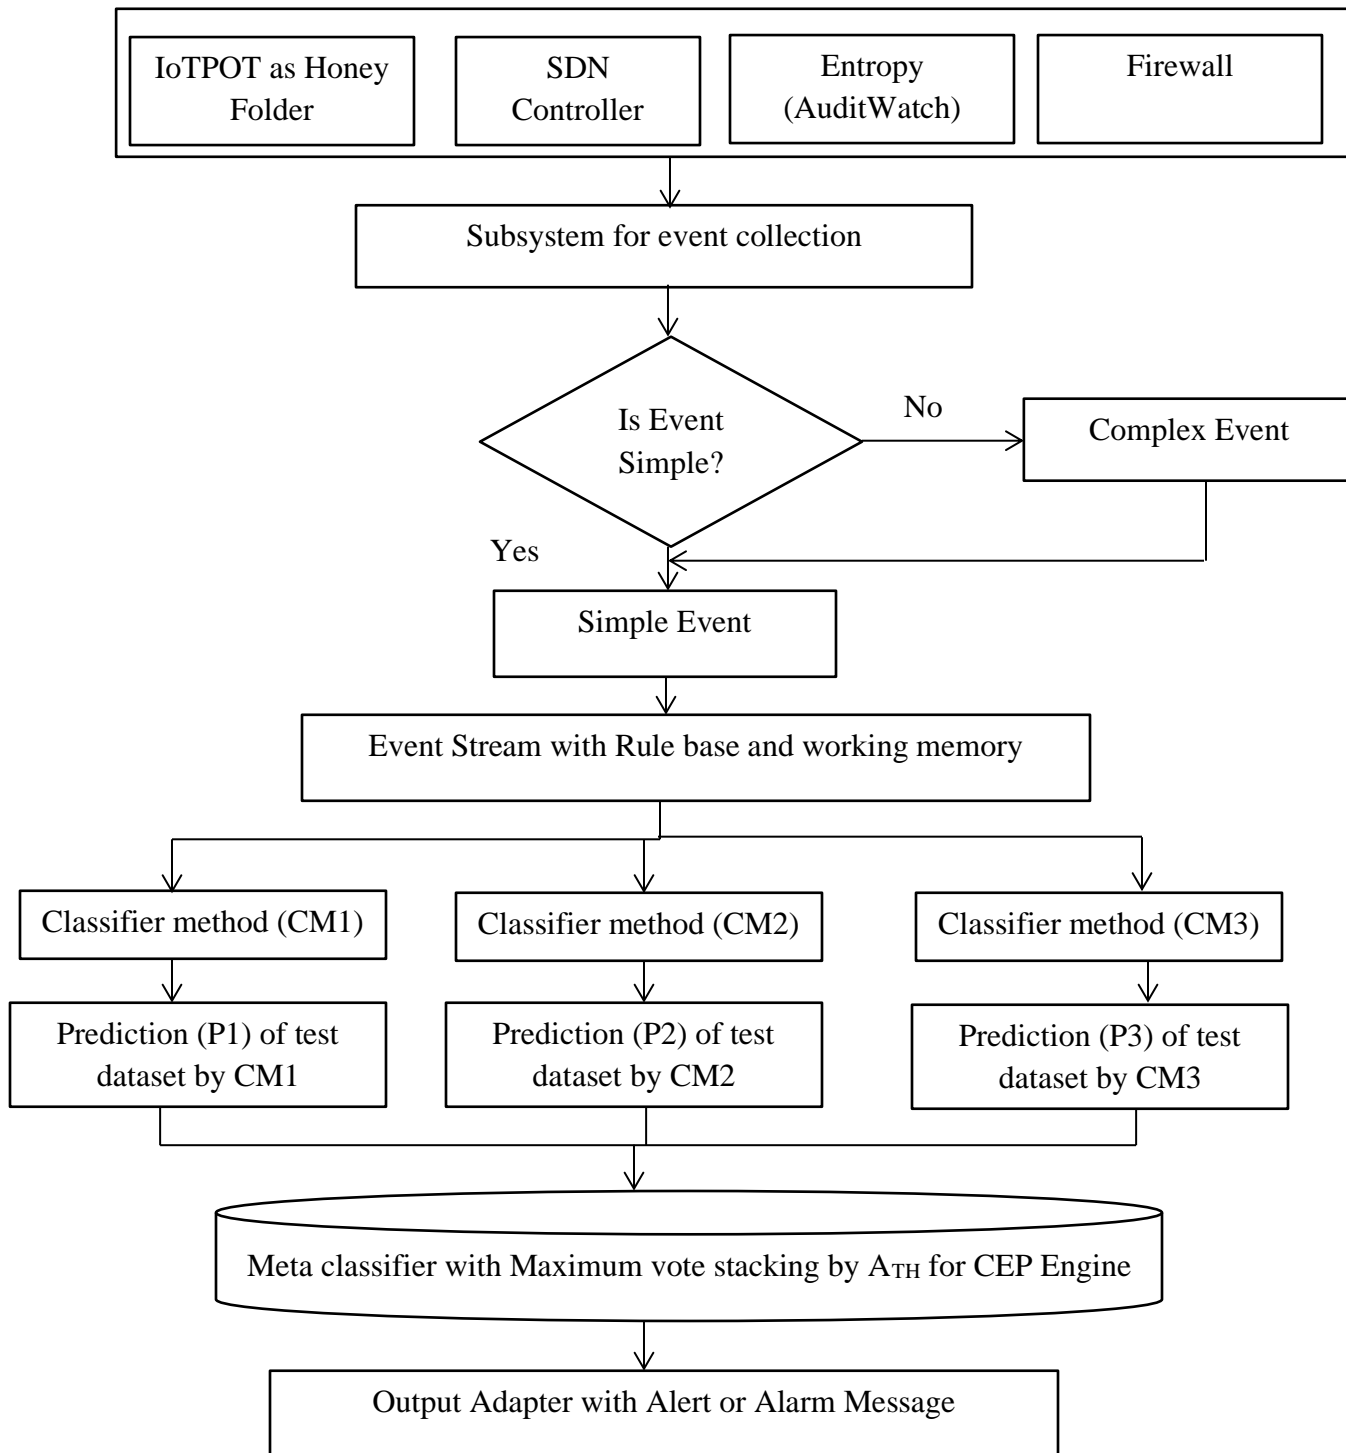 IoTPOT as Honey
Folder
SDN
Controller
Entropy
(AuditWatch)
Firewall
Subsystem for event collection
Is Event
Simple?
No
Complex Event
Yes
Simple Event
Event Stream with Rule base and working memory
Classifier method (CM1)
Classifier method (CM2)
Classifier method (CM3)
Prediction (P1) of test
dataset by CM1
Prediction (P2) of test
dataset by CM2
Prediction (P3) of test
dataset by CM3
Meta classifier with Maximum vote stacking by ATH for CEP Engine
Output Adapter with Alert or Alarm Message